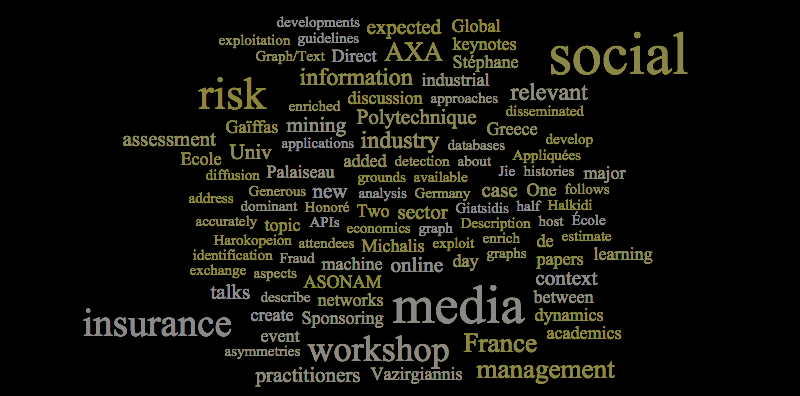 developments expected Global
exploitation guidelines keynotes
Graph/Text Direct AXA Stéphane social
information industrial
risk enriched discussion approaches relevant
disseminated
Gaïffas mining Polytechnique Greece
assessment applications industry databases develop
Ecole Univ added detection about Appliquées
diffusion Palaiseau grounds available Jie histories major
address Generous new analysis Germany case One follows
dominant Honoré Two sector Giatsidis half Halkidi
accurately topic APIs economics graph Description host École
Harokopeion attendees Michalis exploit enrich de estimate
identification Fraud machine online day graphs papers learning
exchange aspects ASONAM context
talks describe networks media between
insurance create Sponsoring dynamics
event workshop France academics
asymmetries
practitioners Vazirgiannis management